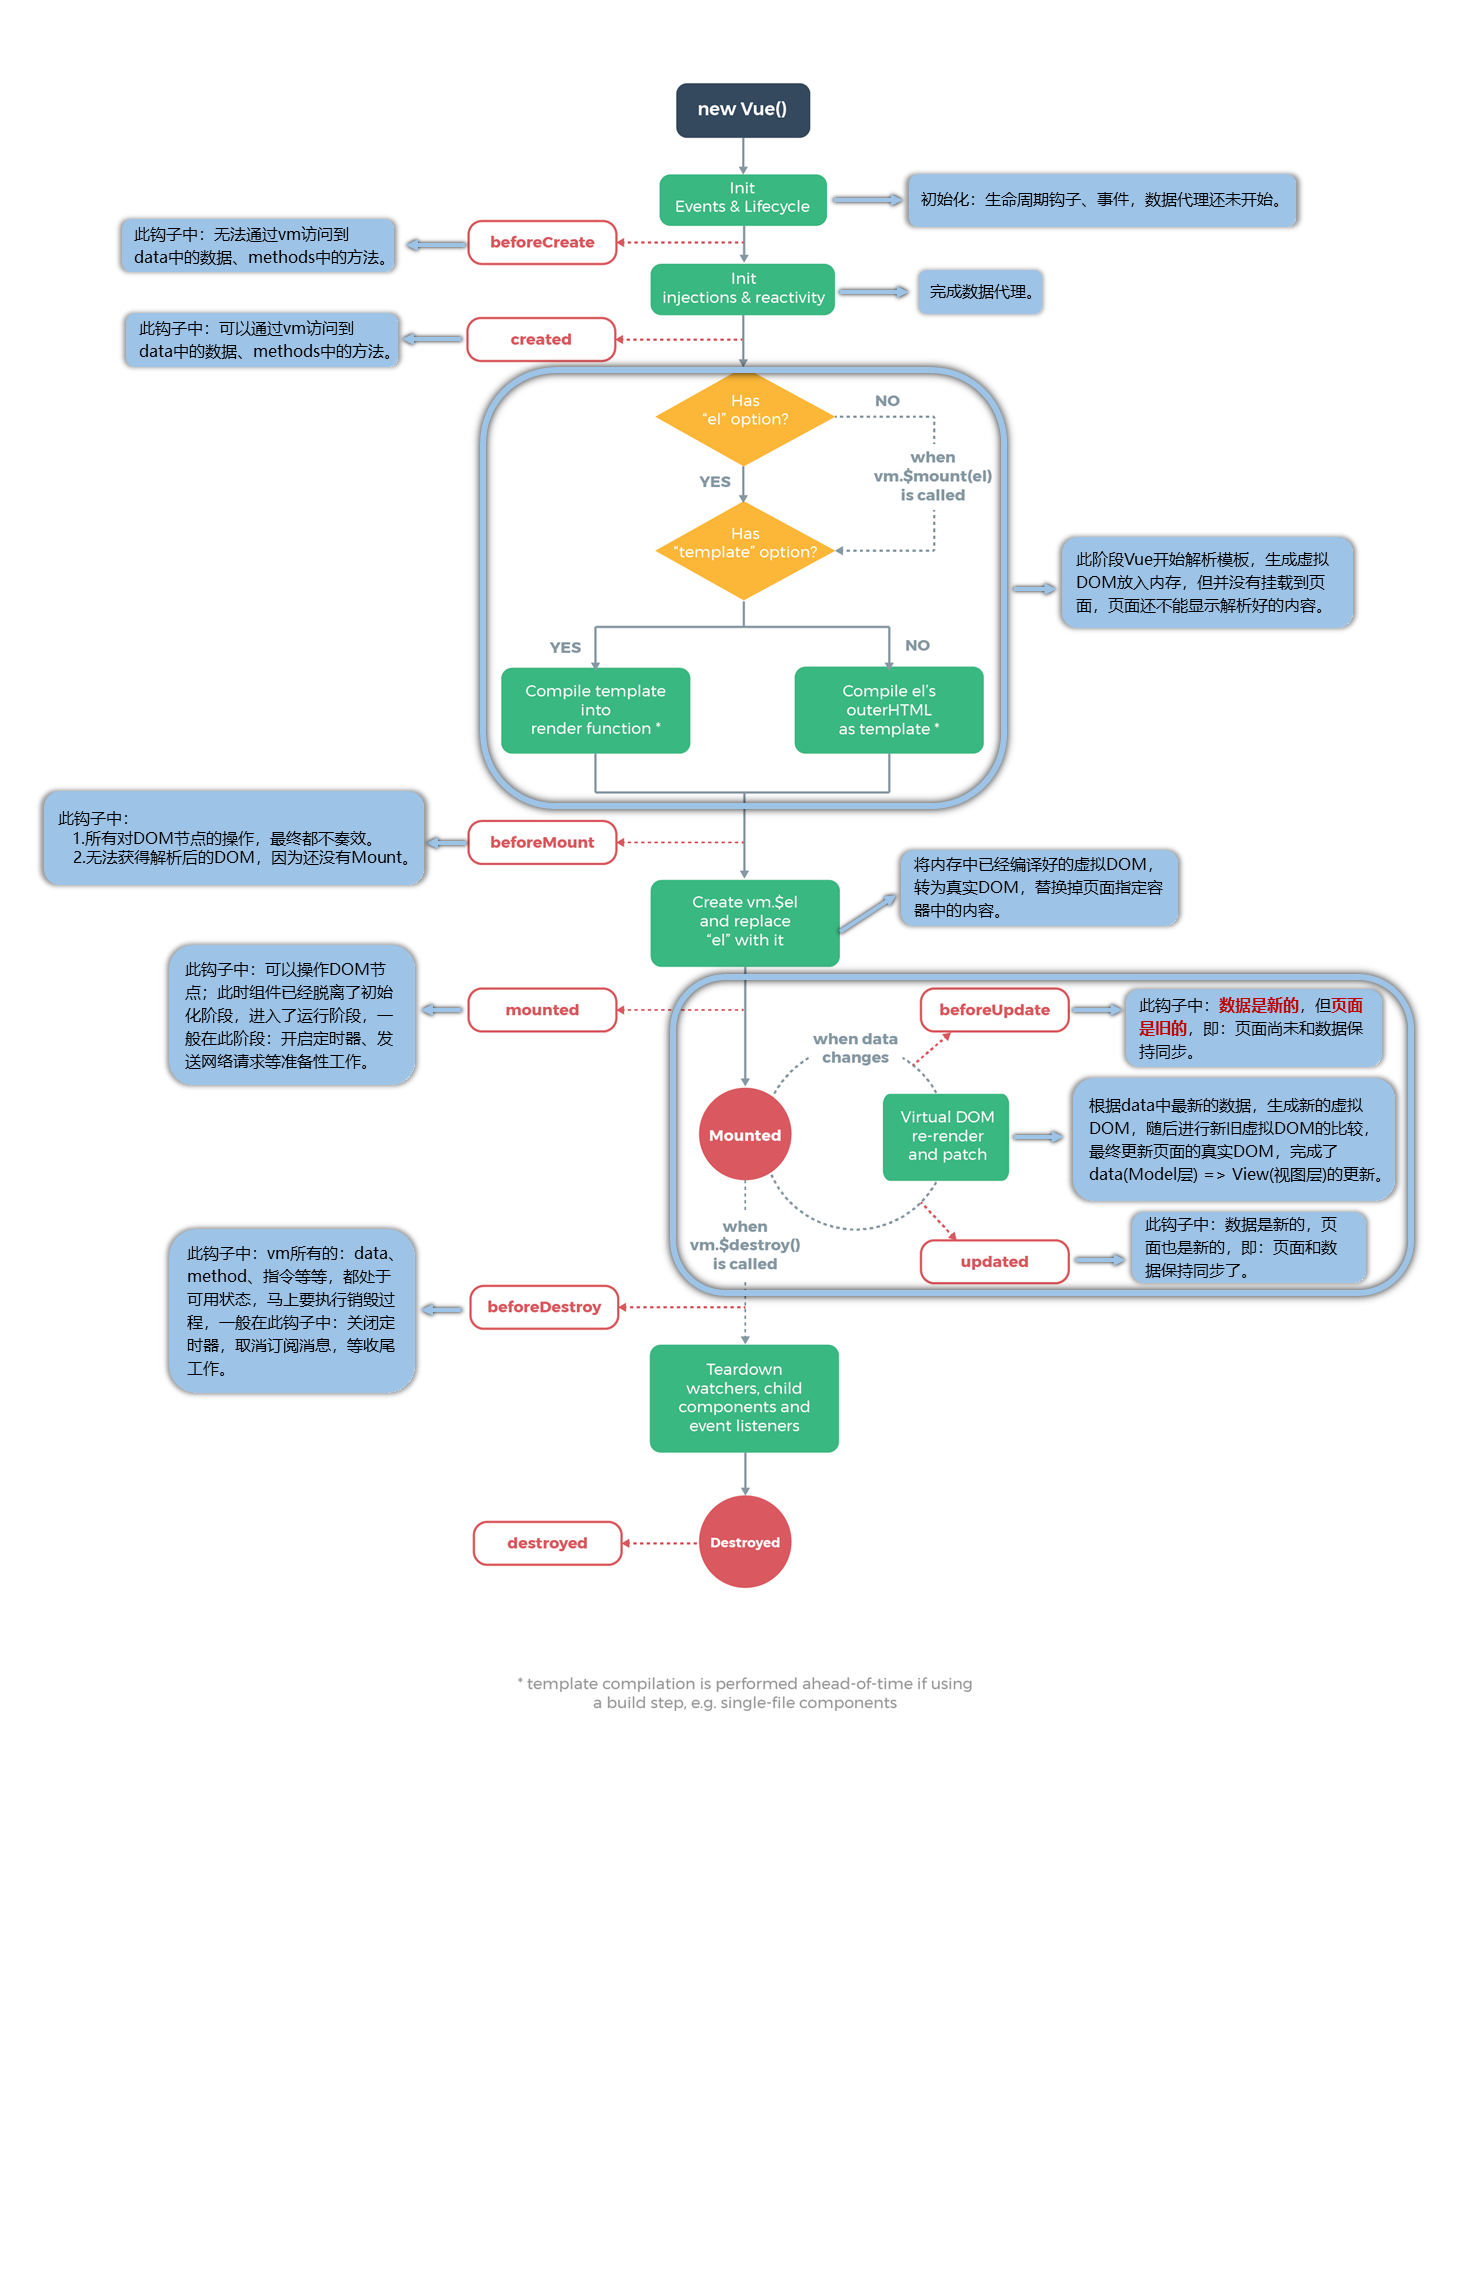 new Vue()
Init
Events & Lifecycle
初始化：生命周期钩子、事件，数据代理还未开始。
此钩子中：无法通过vm访问到
data中的数据、methods中的方法。
beforeCreate
Init
injections & reactivity
完成数据代理。
此钩子中：可以通过vm访问到
data中的数据、methods中的方法。
created
Has
“el” option?
NO
when
vm.$mount(el)
is called
YES
Has
“template” option?
此阶段Vue开始解析模板，生成虚拟
DOM放入内存，但并没有挂载到页
面，页面还不能显示解析好的内容。
YES
NO
Compile template
into
render function *
Compile el’s
outerHTML
as template *
此钩子中：
1.所有对DOM节点的操作，最终都不奏效。
2.无法获得解析后的DOM，因为还没有Mount。
beforeMount
将内存中已经编译好的虚拟DOM，
转为真实DOM，替换掉页面指定容
器中的内容。
Create vm.$el
and replace
“el” with it
此钩子中：可以操作DOM节
点；此时组件已经脱离了初始
化阶段，进入了运行阶段，一
般在此阶段：开启定时器、发
送网络请求等准备性工作。
mounted
beforeUpdate
此钩子中：数据是新的，但页面
是旧的，即：页面尚未和数据保
持同步。
when data
changes
Mounted
Virtual DOM
re-render
and patch
根据data中最新的数据，生成新的虚拟
DOM，随后进行新旧虚拟DOM的比较，
最终更新页面的真实DOM，完成了
data(Model层) => View(视图层)的更新。
when
vm.$destroy()
is called
updated
此钩子中：数据是新的，页
面也是新的，即：页面和数
据保持同步了。
此钩子中：vm所有的：data、
method、指令等等，都处于
可用状态，马上要执行销毁过
程，一般在此钩子中：关闭定
时器，取消订阅消息，等收尾
工作。
beforeDestroy
Teardown
watchers, child
components and
event listeners
destroyed
Destroyed
* template compilation is performed ahead-of-time if using
a build step, e.g. single-file components